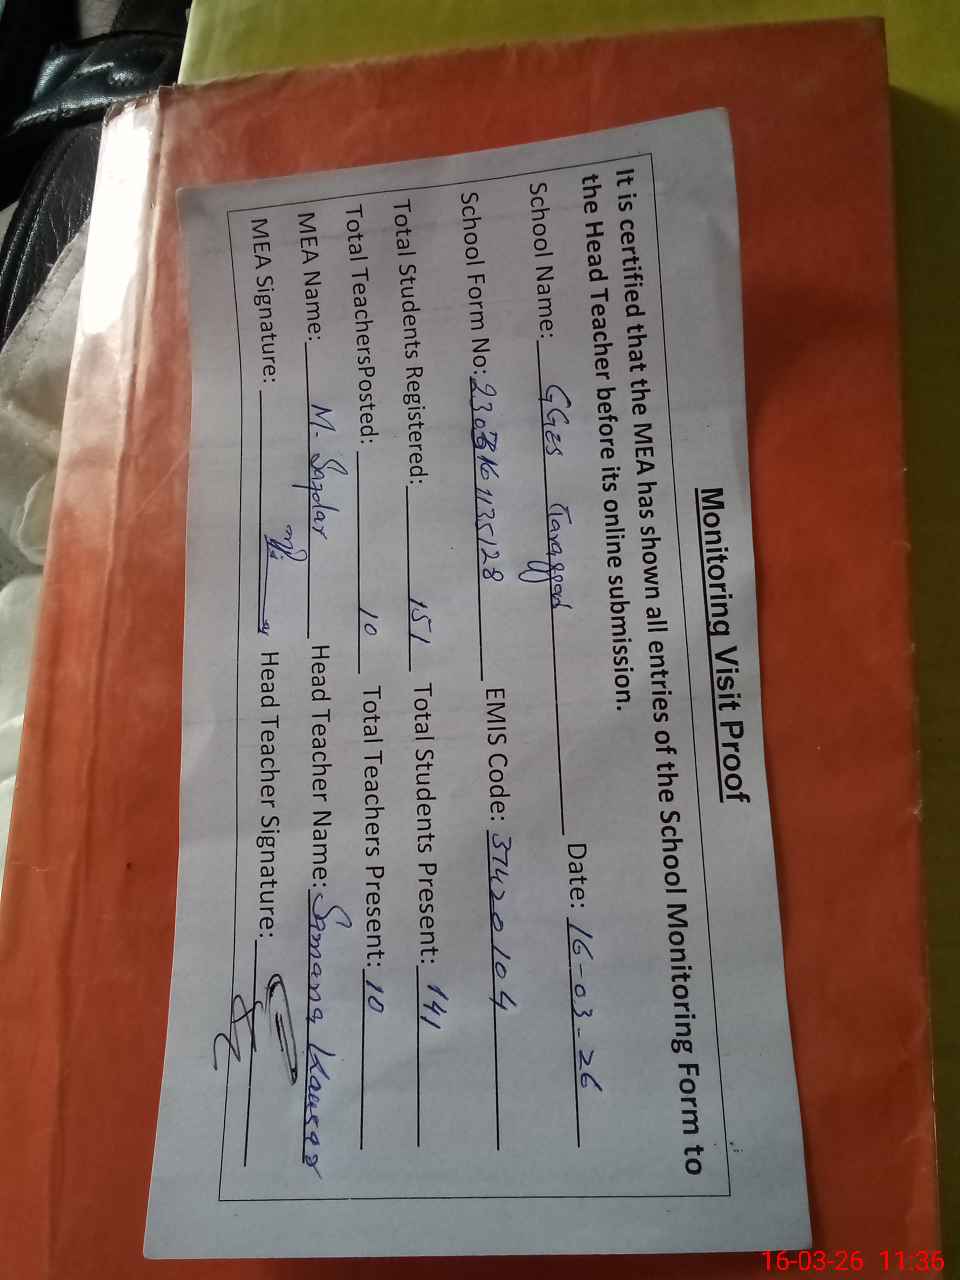 Monitoring Visit Proof
It is certified that the MEA has shown all entries of the School Monitoring Form to
the Head Teacher before its online submission.
School Name: GGES Date: 16-03-26
School Form No: EMIS Code: 37420104
Total Students Registered: 151 Total Students Present: 141
Total TeachersPosted: 10 Total Teachers Present: 10
MEA Name: M. Head Teacher Name: Samana Kausar
MEA Signature: Head Teacher Signature:
16-03-26 11:36